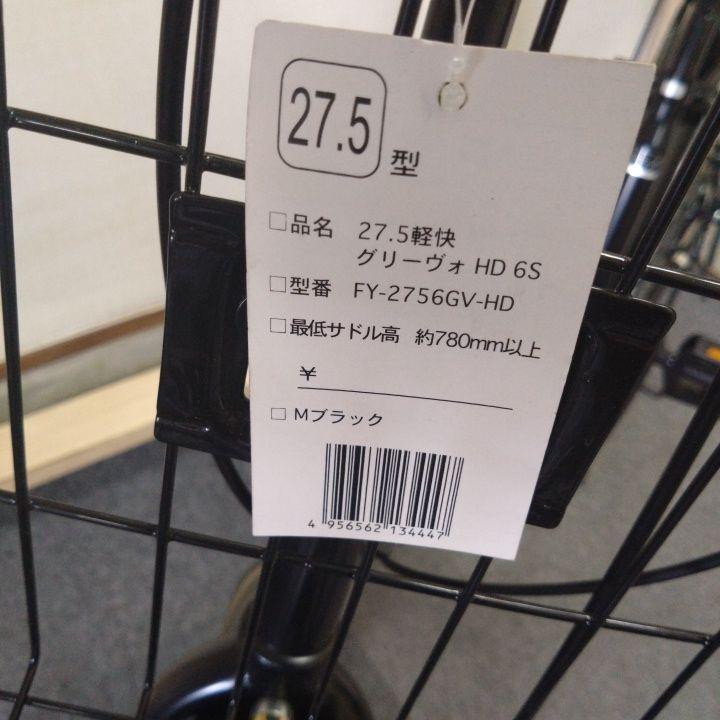 27.5 型
□品名 27.5軽快
グリーヴォ HD 6S
□型番 FY-2756GV-HD
□最低サドル高 約780mm以上
¥
□ Mブラック
4 956562 134447